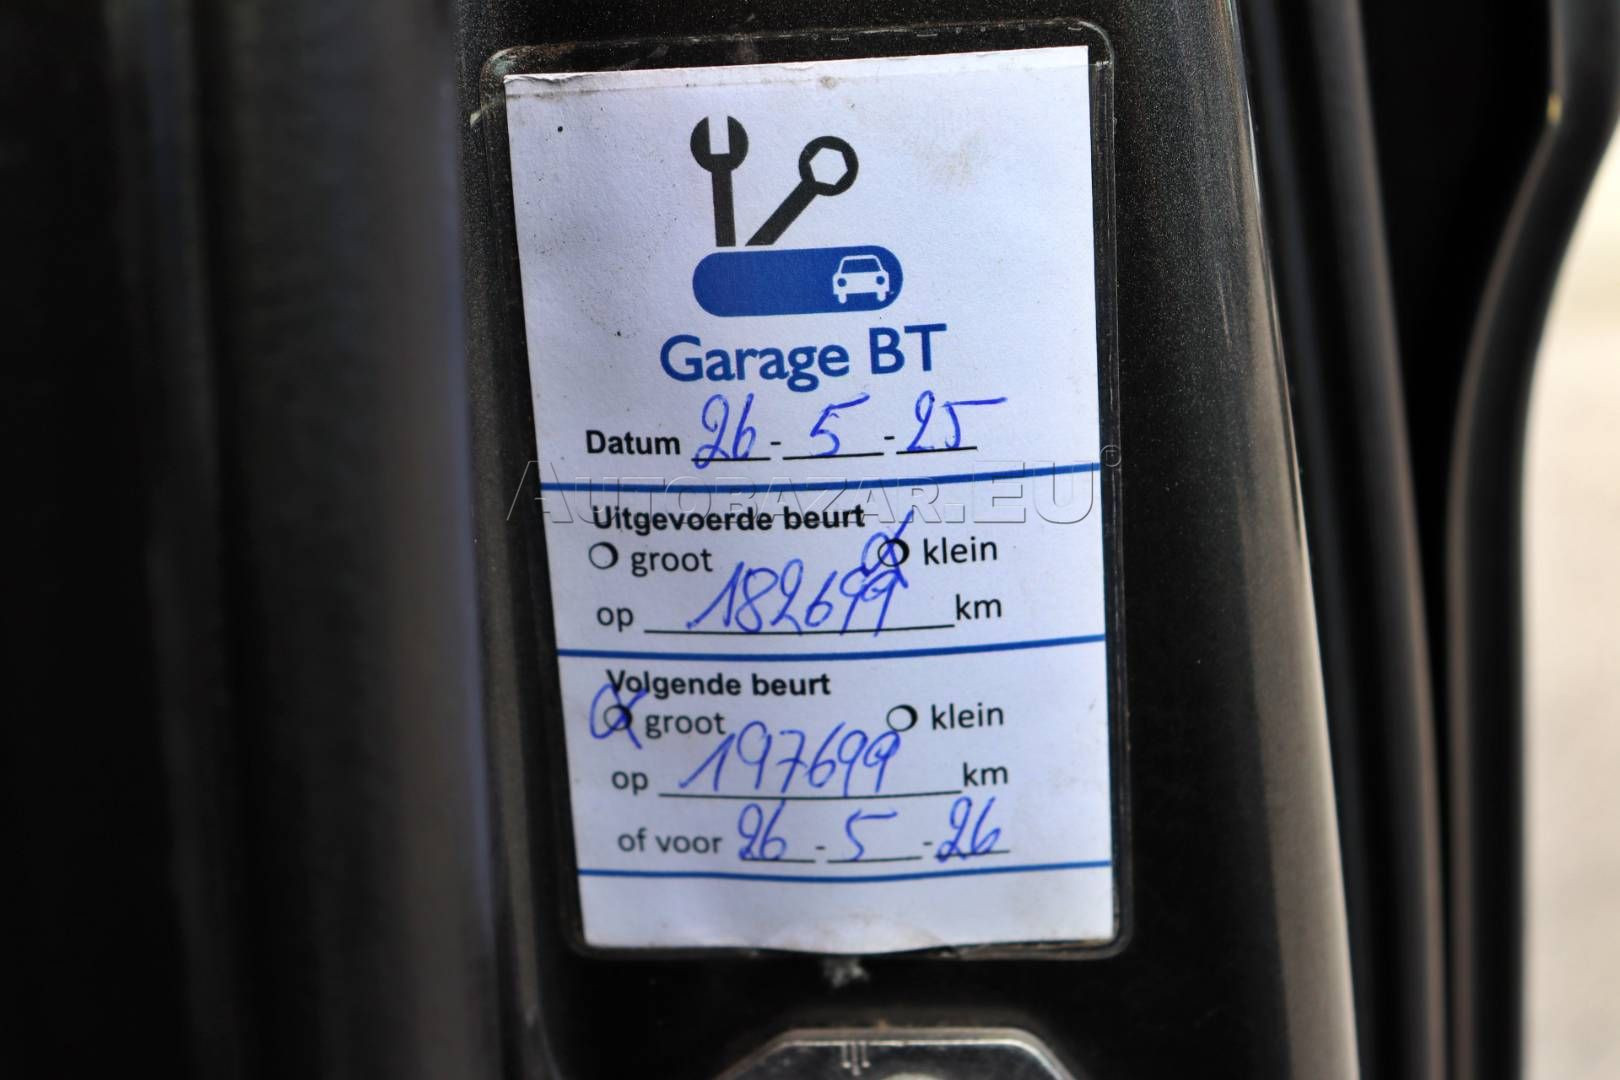 Garage BT
Datum 26 - 5 - 25
AUTOBAZAR.EU
Uitgevoerde beurt
groot klein
op 182699 km
Volgende beurt
groot klein
op 197699 km
of voor 26 - 5 - 26